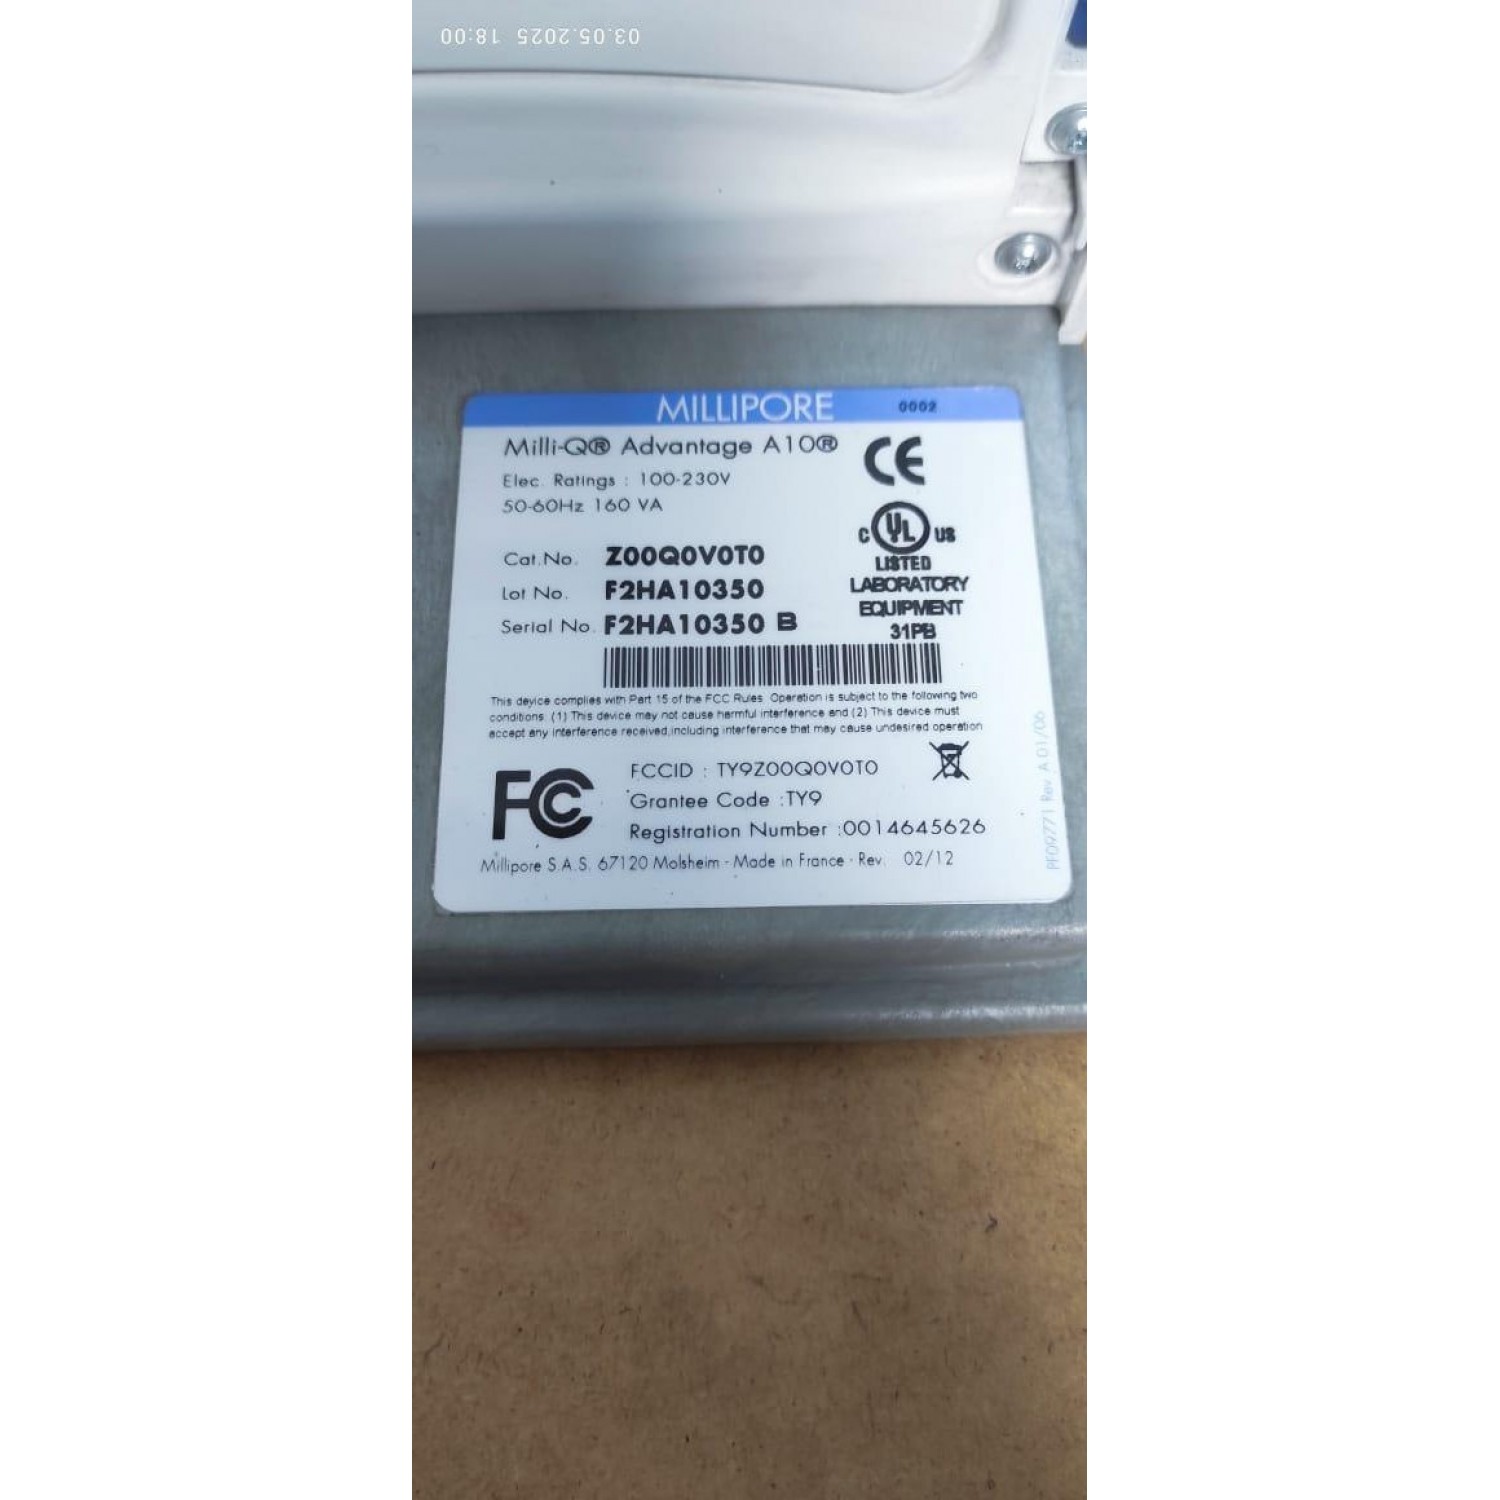 03.05.2025 18:00
MILLIPORE 0002
Milli-Q® Advantage A10®
CE
Elec. Ratings : 100-230V
50-60Hz 160 VA
C UL US
LISTED
LABORATORY
EQUIPMENT
31PB
Cat.No. Z00Q0V0T0
Lot No. F2HA10350
Serial No. F2HA10350 B
This device complies with Part 15 of the FCC Rules. Operation is subject to the following two
conditions: (1) This device may not cause harmful interference and (2) This device must
accept any interference received,including interference that may cause undesired operation
FC
FCCID : TY9Z00Q0V0T0
Grantee Code :TY9
Registration Number :0014645626
Millipore S.A.S. 67120 Molsheim - Made in France - Rev. 02/12
PF09771 Rev A 01/06